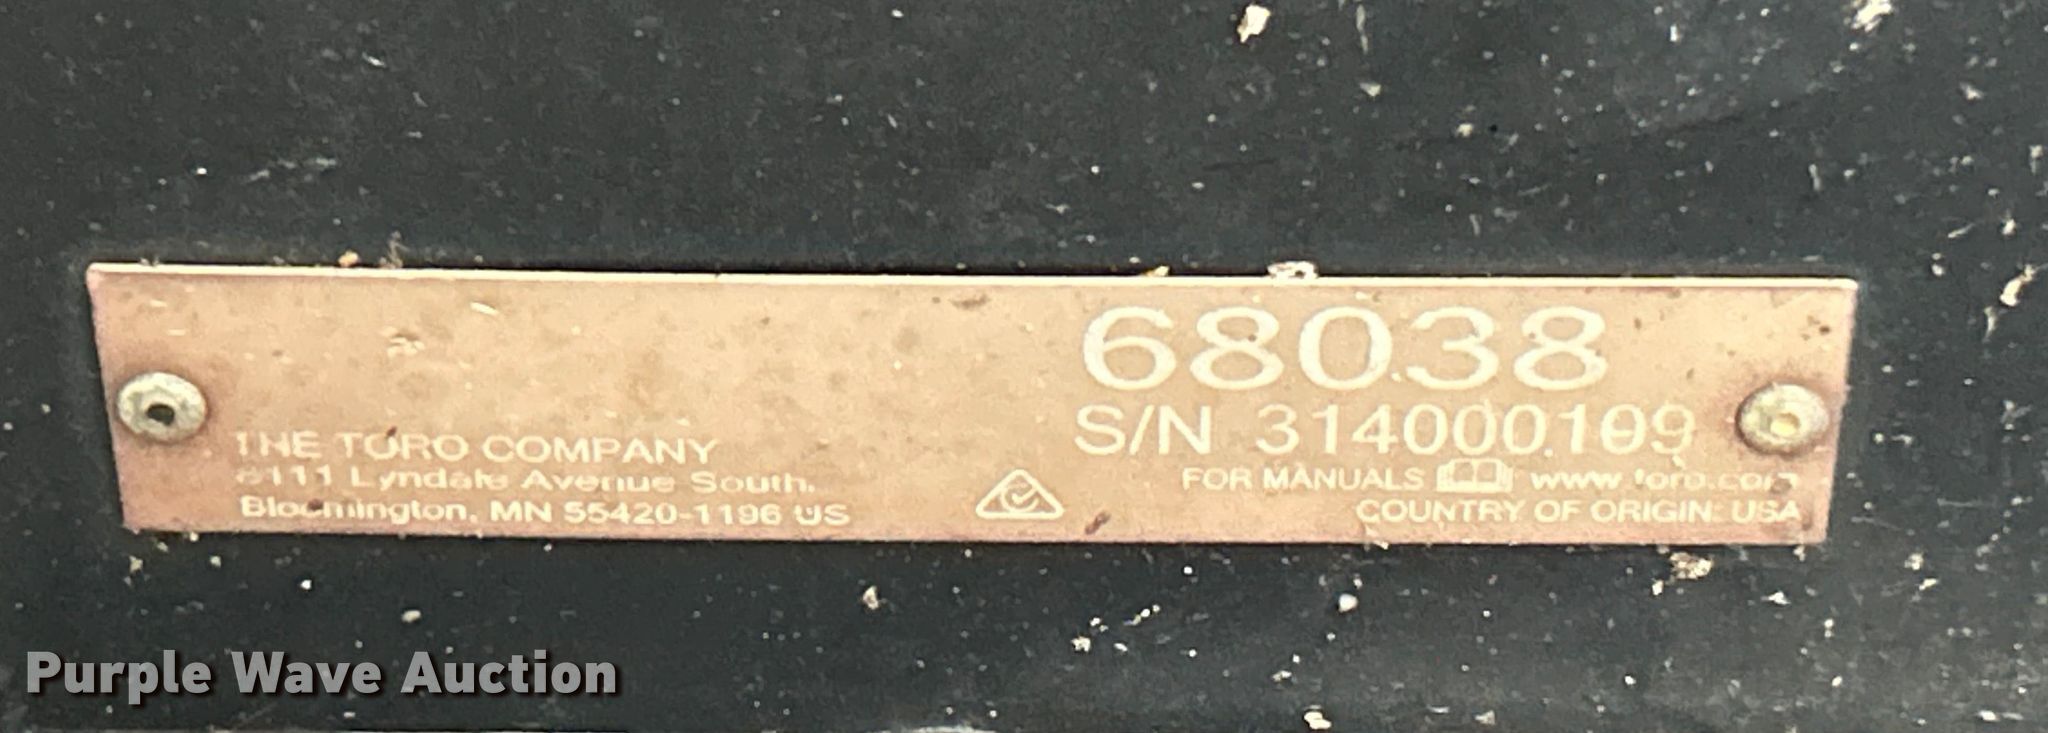 68038
S/N 314000109
THE TORO COMPANY
8111 Lyndale Avenue South.
Bloomington, MN 55420-1196 US
FOR MANUALS www.toro.com
COUNTRY OF ORIGIN: USA
Purple Wave Auction